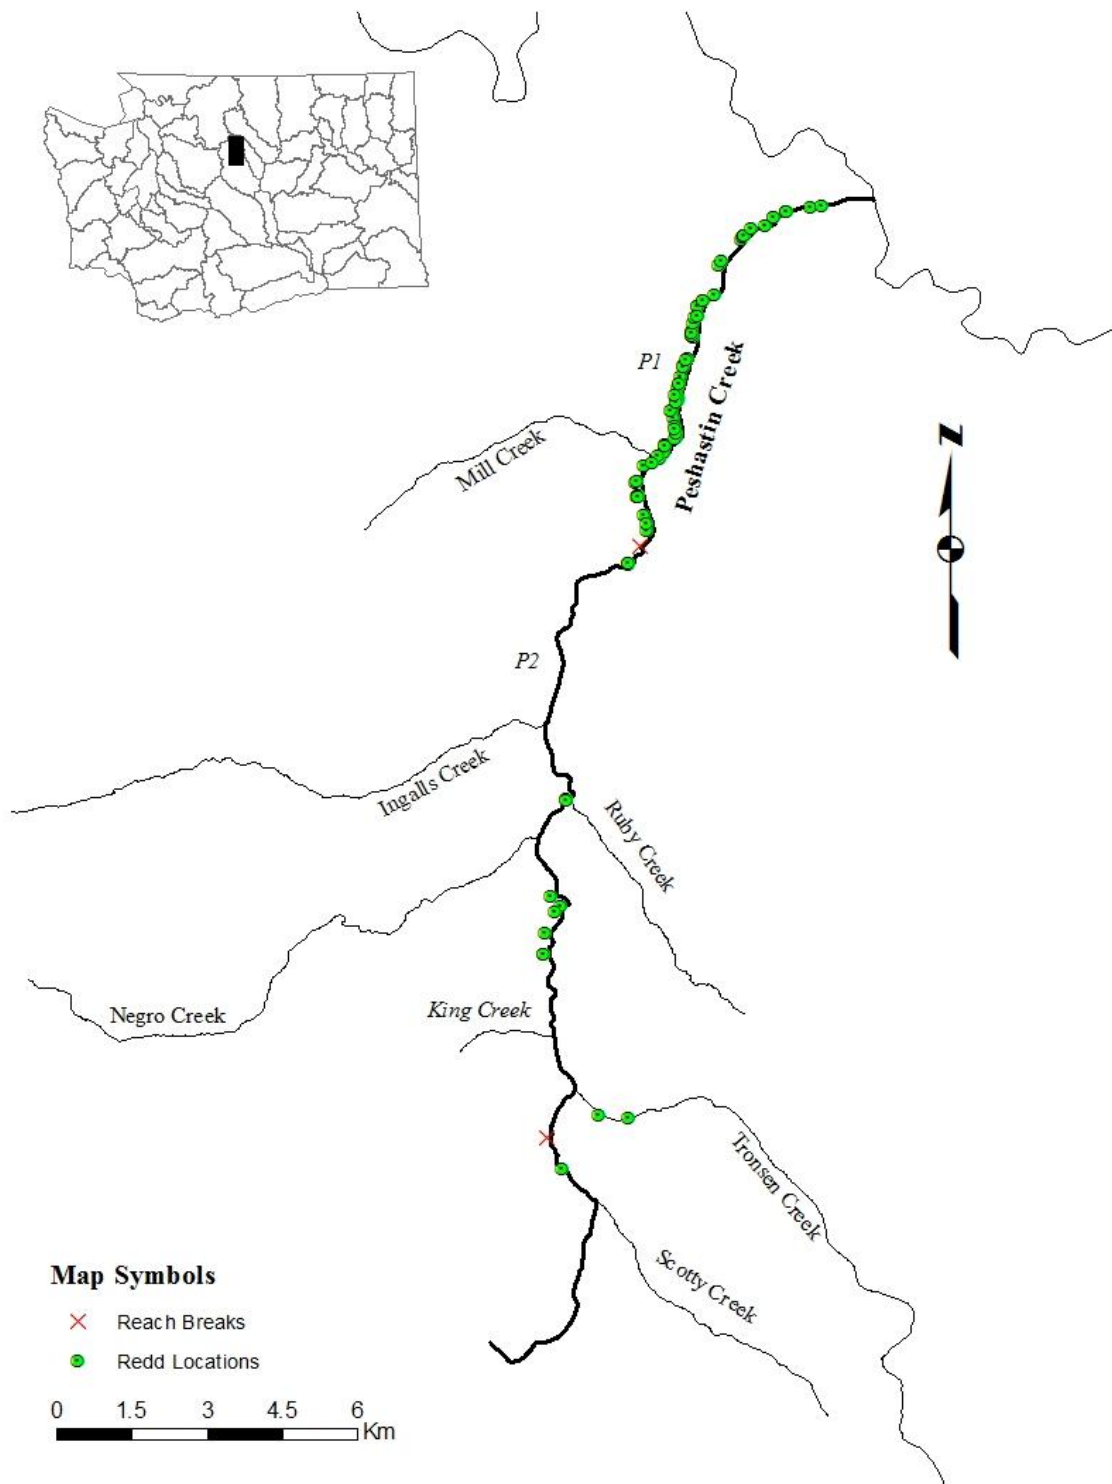 P1
Peshastin Creek
Mill Creek
N
P2
Ingalls Creek
Ruby Creek
Negro Creek
King Creek
Tronsen Creek
Scotty Creek
Map Symbols
Reach Breaks
Redd Locations
0 1.5 3 4.5 6
Km